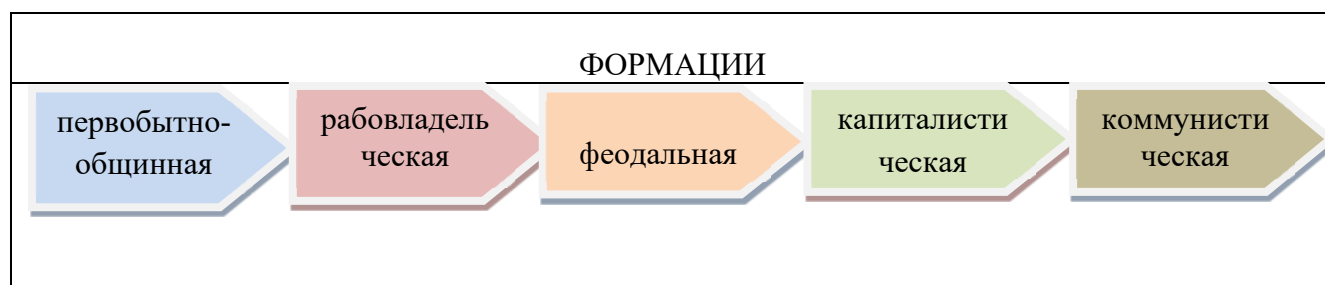 ФОРМАЦИИ
первобытно-
общинная
рабовладель
ческая
феодальная
капиталисти
ческая
коммунисти
ческая